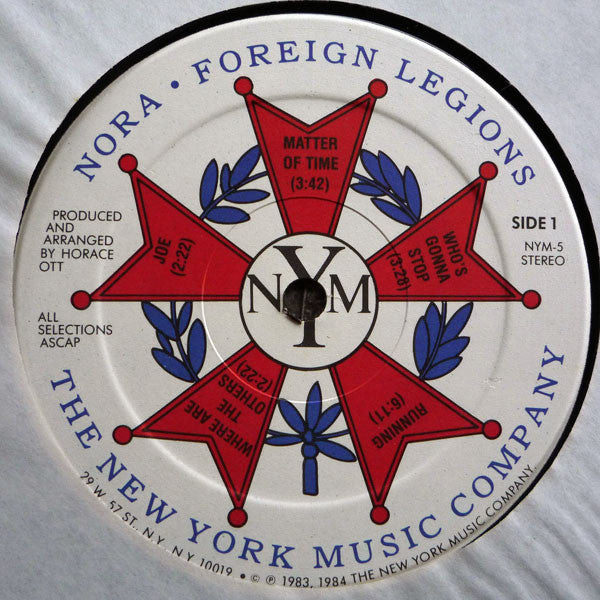 NORA • FOREIGN LEGIONS
MATTER
OF TIME
(3:42)
WHO'S
GONNA
STOP
(3:28)
RUNNING
(6:11)
WHERE ARE
THE
OTHERS
(2:22)
JOE
(2:22)
PRODUCED
AND
ARRANGED
BY HORACE
OTT
ALL
SELECTIONS
ASCAP
SIDE 1
NYM-5
STEREO
NYM
THE NEW YORK MUSIC COMPANY
29 W. 57 ST., N.Y., N.Y. 10019 • © ℗ 1983, 1984 THE NEW YORK MUSIC COMPANY.